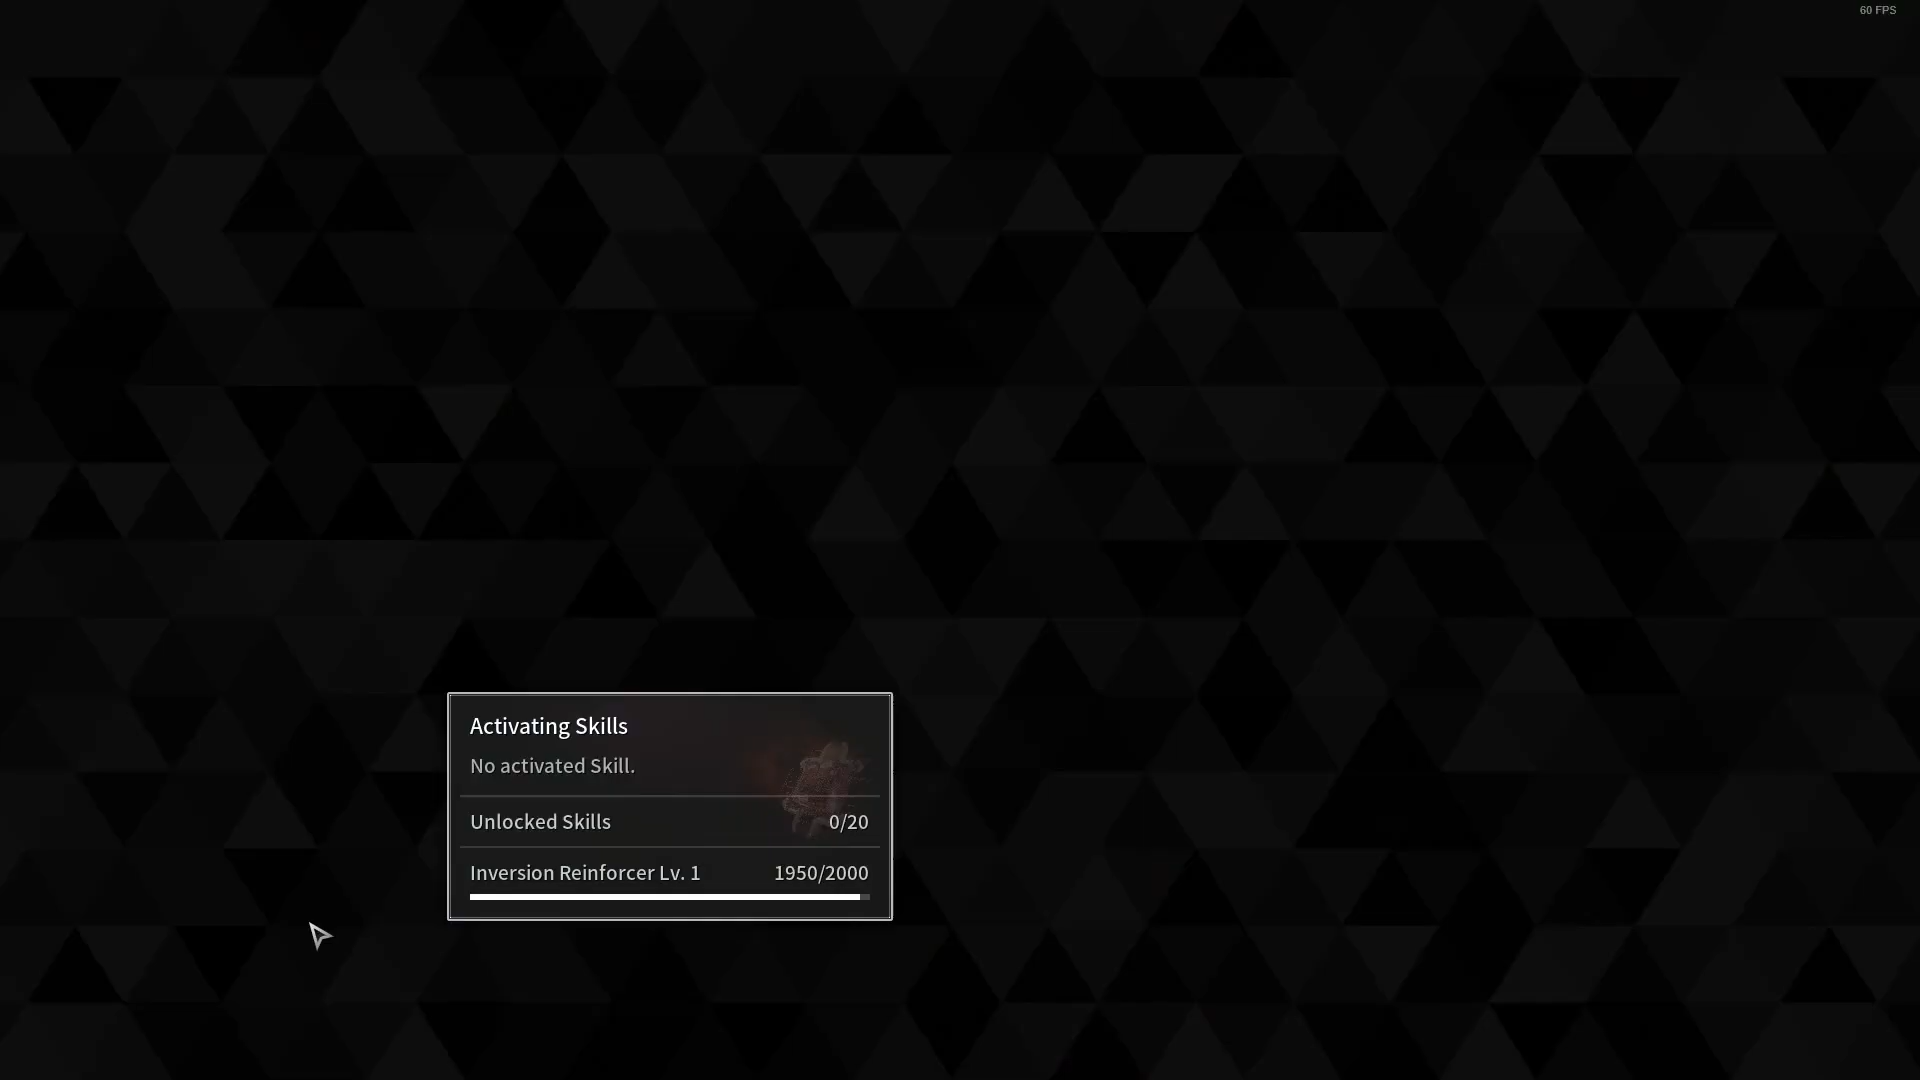 60 FPS
Activating Skills
No activated Skill.
Unlocked Skills 0/20
Inversion Reinforcer Lv. 1 1950/2000